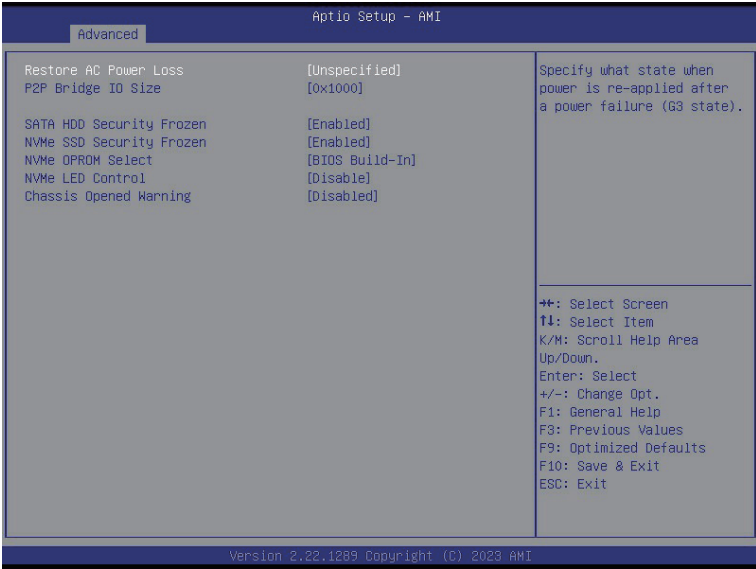 Aptio Setup – AMI
Advanced
Restore AC Power Loss [Unspecified]
P2P Bridge IO Size [0x1000]
SATA HDD Security Frozen [Enabled]
NVMe SSD Security Frozen [Enabled]
NVMe OPROM Select [BIOS Build-In]
NVMe LED Control [Disable]
Chassis Opened Warning [Disabled]
Specify what state when
power is re-applied after
a power failure (G3 state).
→←: Select Screen
↑↓: Select Item
K/M: Scroll Help Area
Up/Down.
Enter: Select
+/-: Change Opt.
F1: General Help
F3: Previous Values
F9: Optimized Defaults
F10: Save & Exit
ESC: Exit
Version 2.22.1289 Copyright (C) 2023 AMI